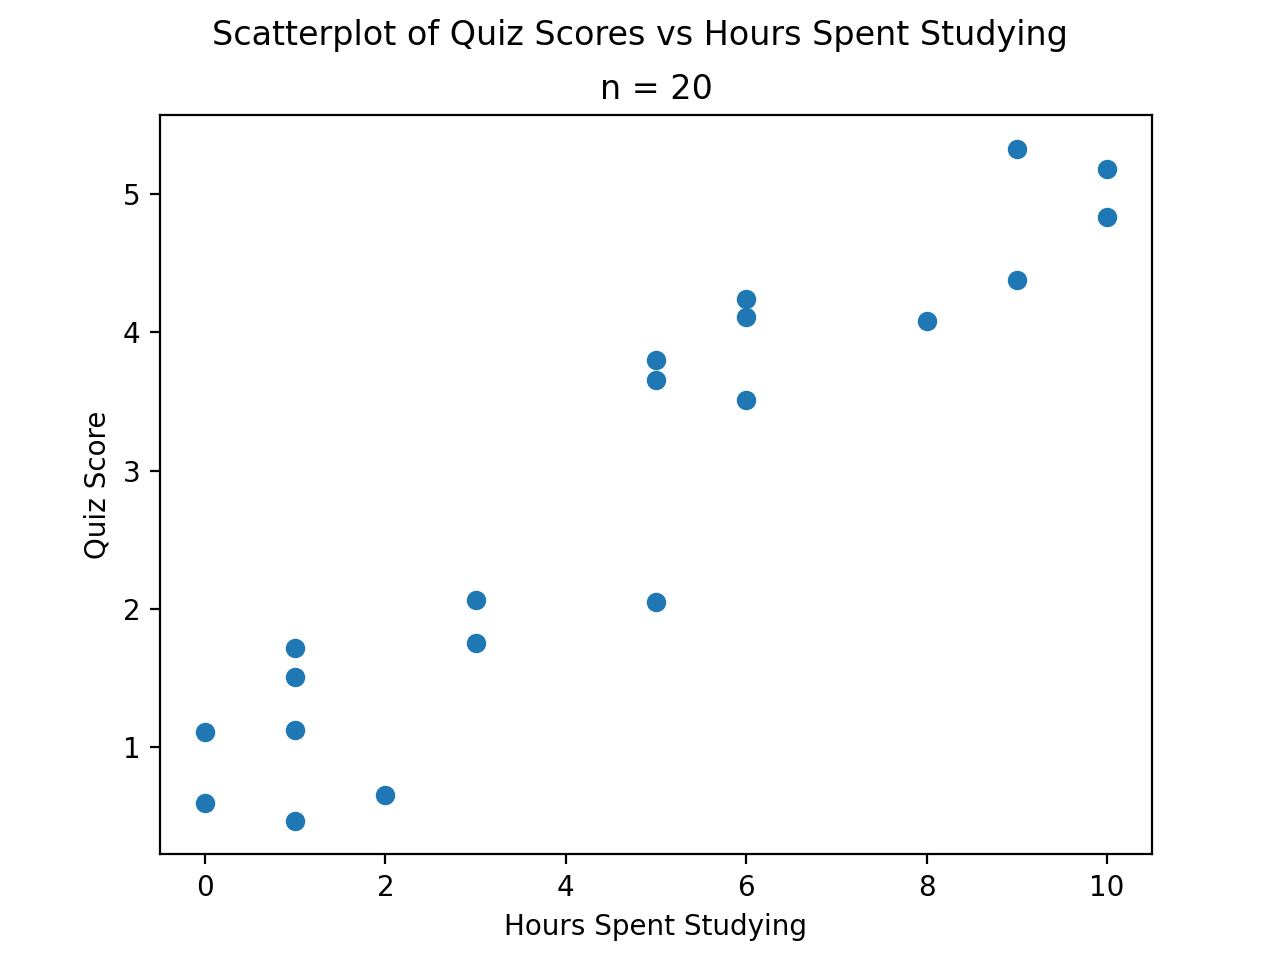 Scatterplot of Quiz Scores vs Hours Spent Studying
n = 20
Quiz Score
5
4
3
2
1
0 2 4 6 8 10
Hours Spent Studying